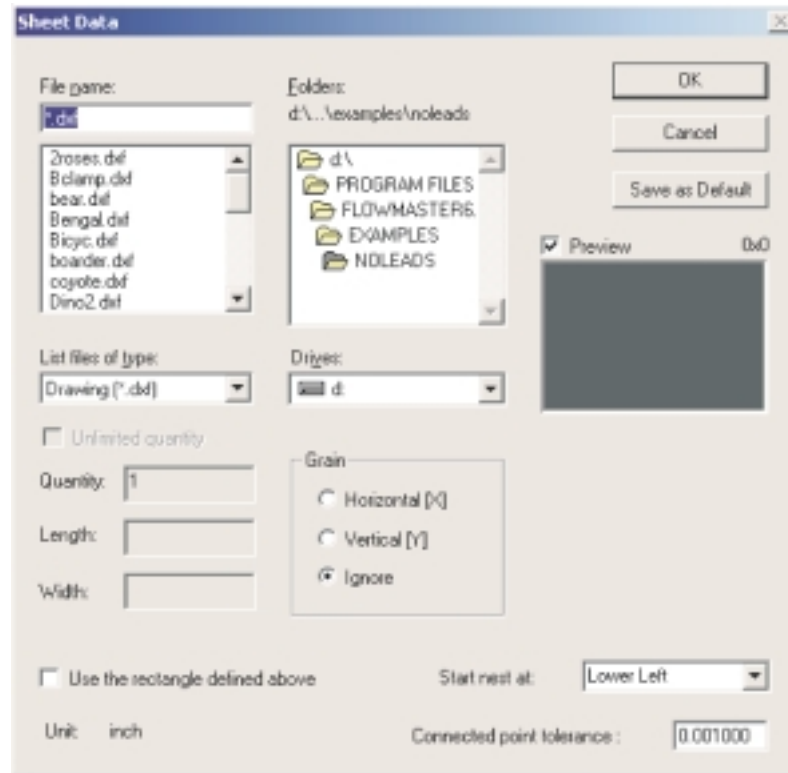 Sheet Data
File name:
*.dxf
2roses.dxf
Bclamp.dxf
bear.dxf
Bengal.dxf
Bicyc.dxf
boarder.dxf
coyote.dxf
Dino2.dxf
List files of type:
Drawing (*.dxf)
Folders:
d:\...\examples\noleads
d:\
PROGRAM FILES
FLOWMASTER6.
EXAMPLES
NOLEADS
Drives:
d:
OK
Cancel
Save as Default
Preview 0x0
Unlimited quantity
Quantity: 1
Length:
Width:
Grain
Horizontal [X]
Vertical [Y]
Ignore
Use the rectangle defined above
Start nest at: Lower Left
Unit: inch
Connected point tolerance : 0.001000